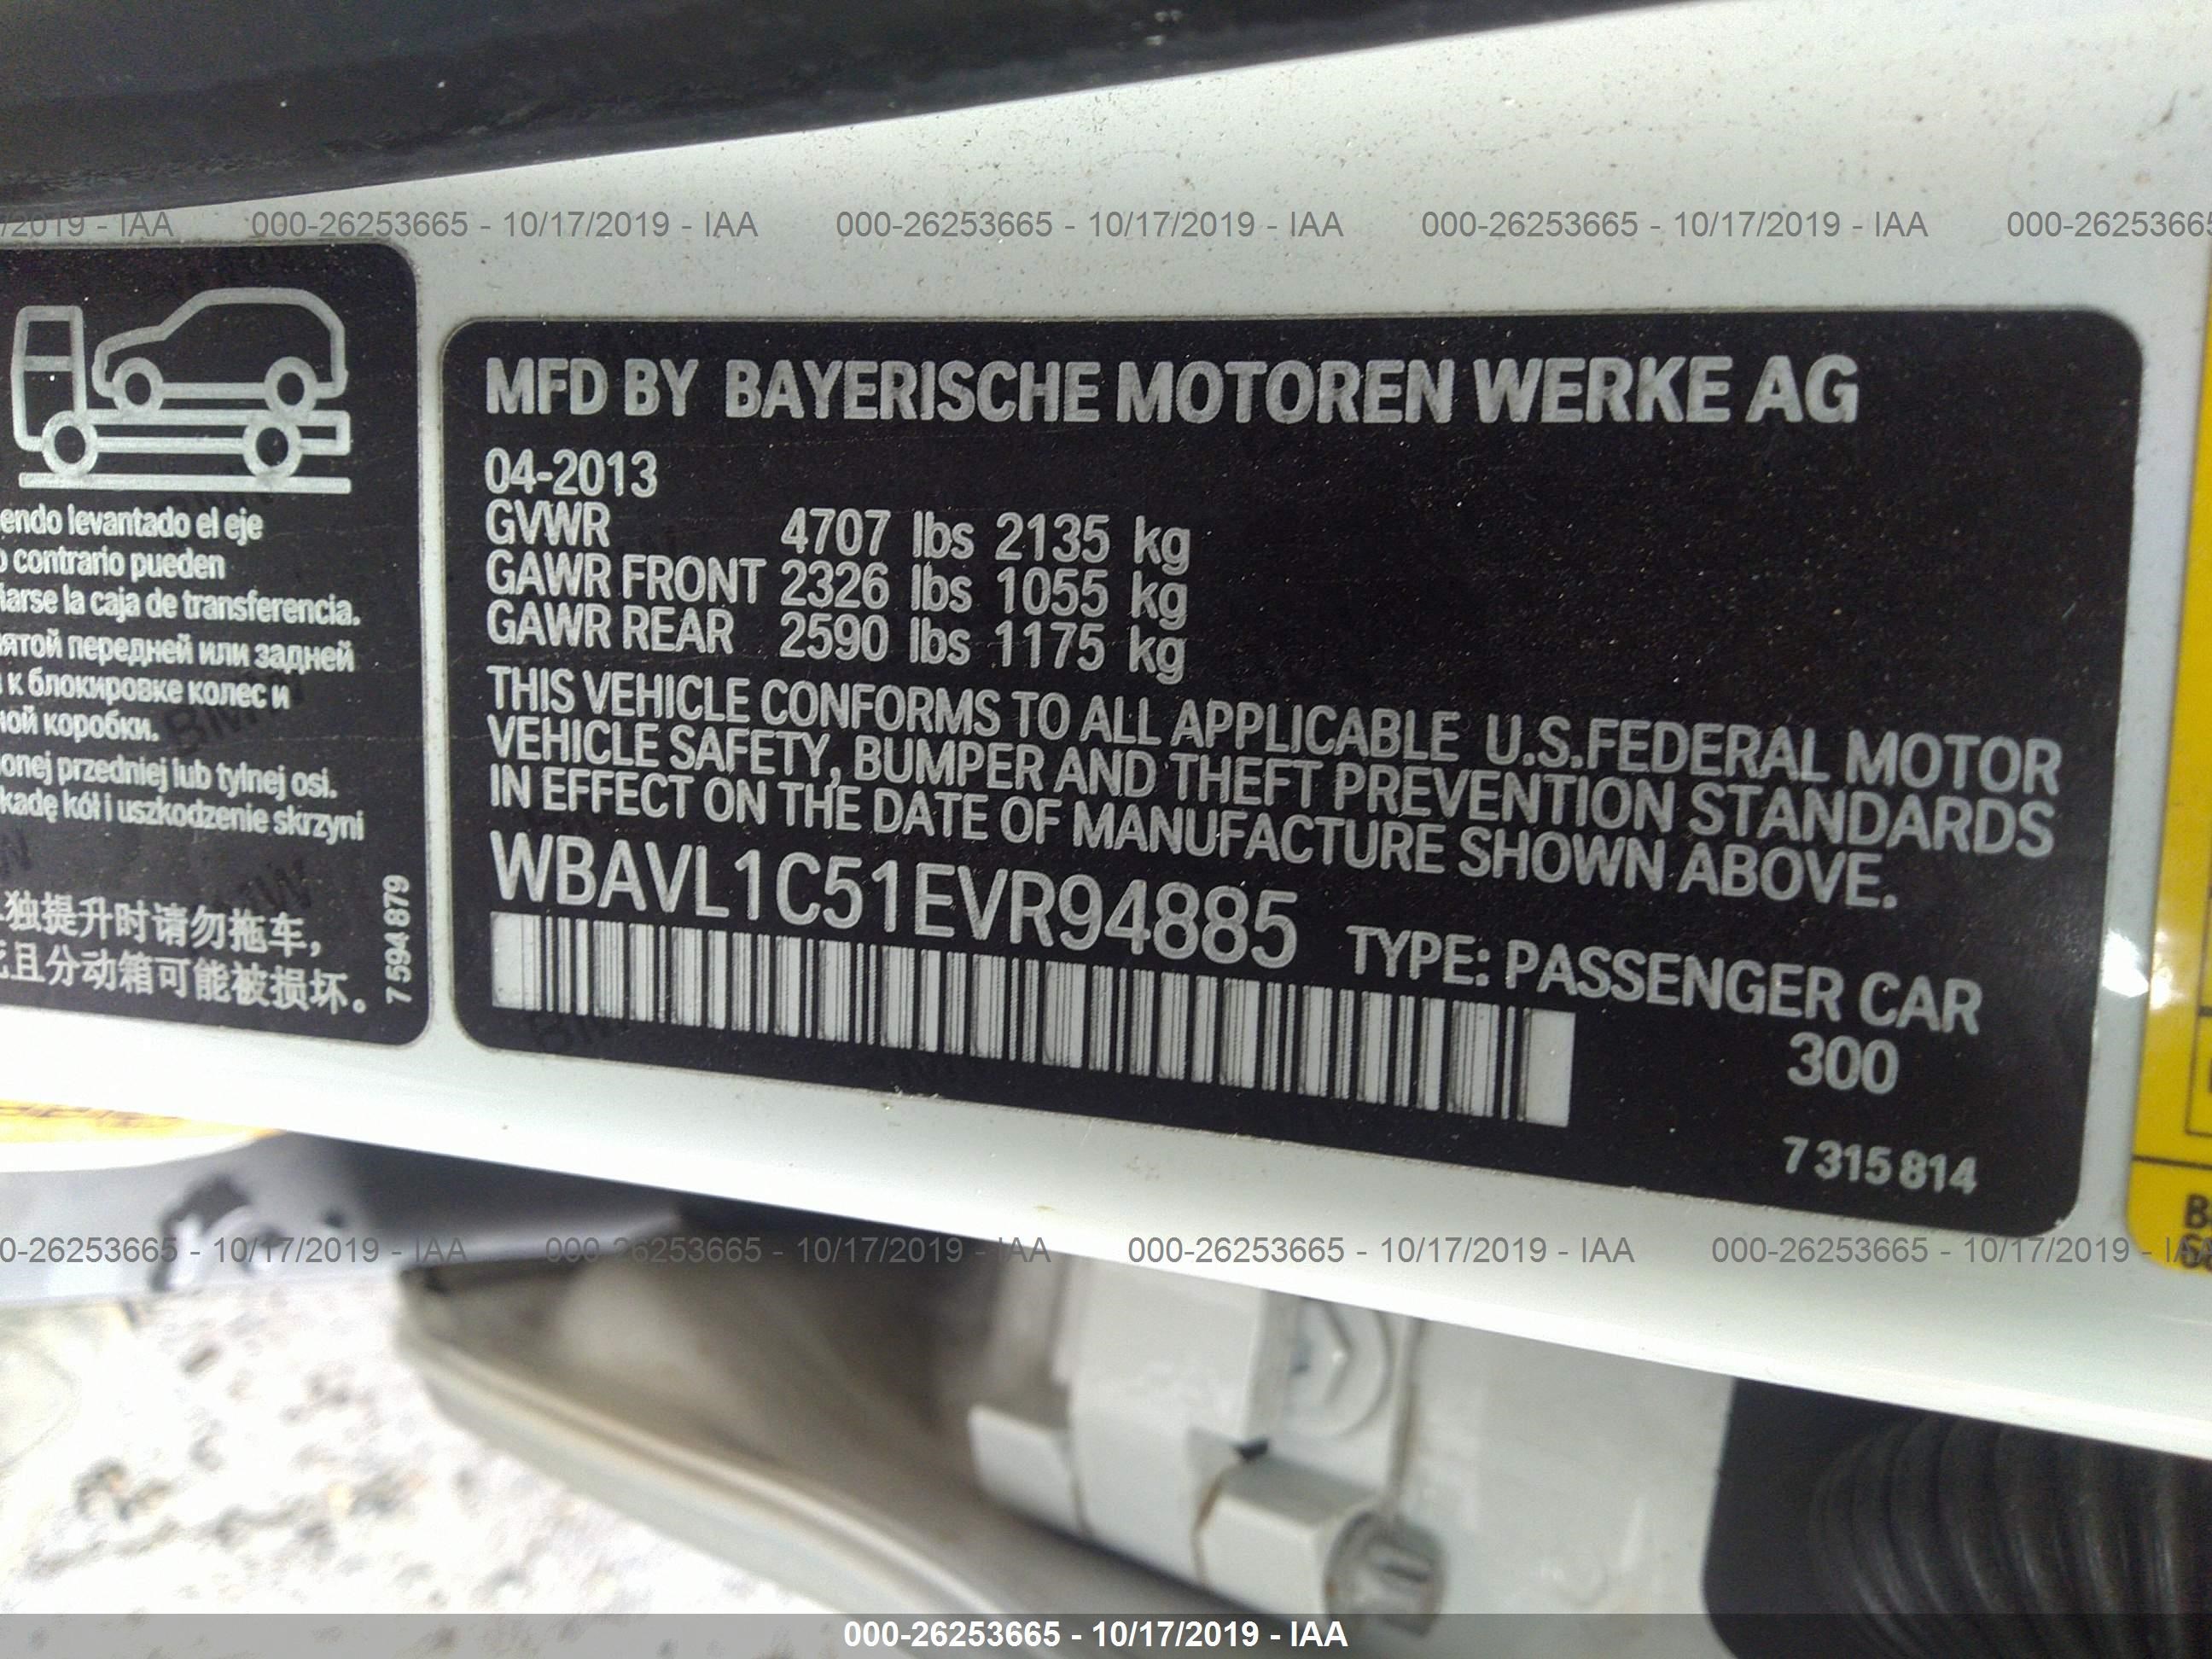 /2019 - IAA 000-26253665 - 10/17/2019 - IAA 000-26253665 - 10/17/2019 - IAA 000-26253665 - 10/17/2019 - IAA 000-26253665
endo levantado el eje
o contrario pueden
iarse la caja de transferencia.
ятой передней или задней
к блокировке колес и
ной коробки.
onej przedniej lub tylnej osi.
kadę kół i uszkodzenie skrzyni
独提升时请勿拖车，
且分动箱可能被损坏。
7 594 879
MFD BY BAYERISCHE MOTOREN WERKE AG
04-2013
GVWR 4707 lbs 2135 kg
GAWR FRONT 2326 lbs 1055 kg
GAWR REAR 2590 lbs 1175 kg
THIS VEHICLE CONFORMS TO ALL APPLICABLE U.S.FEDERAL MOTOR
VEHICLE SAFETY, BUMPER AND THEFT PREVENTION STANDARDS
IN EFFECT ON THE DATE OF MANUFACTURE SHOWN ABOVE.
WBAVL1C51EVR94885
TYPE: PASSENGER CAR
300
7 315 814
0-26253665 - 10/17/2019 - IAA 000-26253665 - 10/17/2019 - IAA 000-26253665 - 10/17/2019 - IAA 000-26253665 - 10/17/2019 - IAA
000-26253665 - 10/17/2019 - IAA